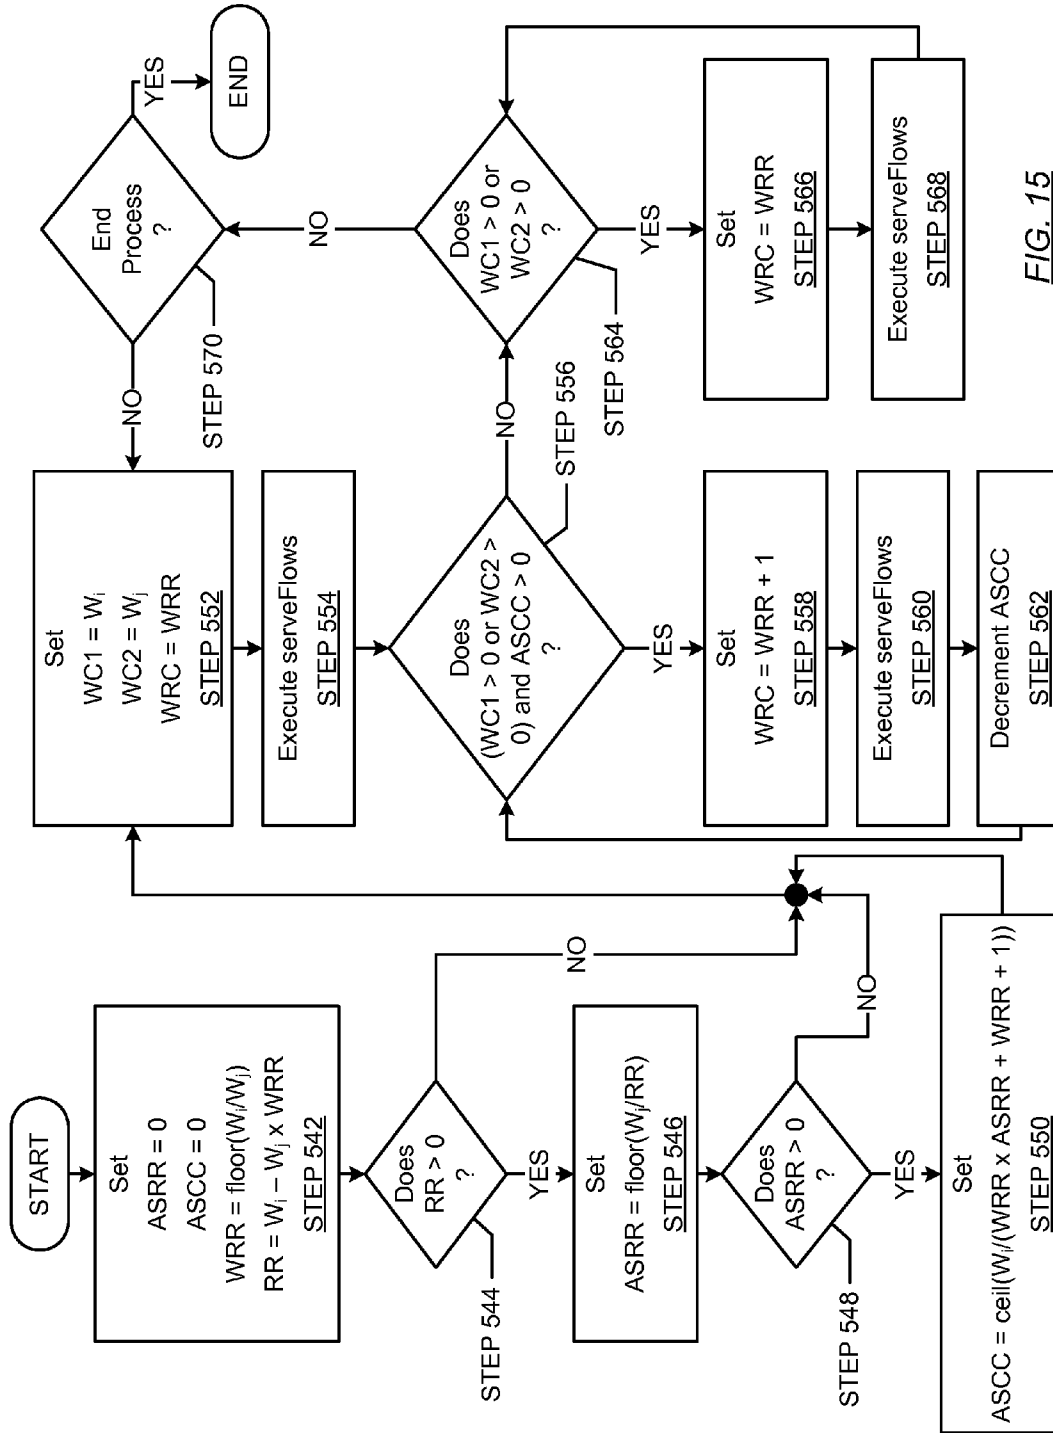 START
Set
ASRR = 0
ASCC = 0
WRR = floor(Wi/Wj)
RR = Wi – Wj x WRR
STEP 542
Does
RR > 0
?
STEP 544
NO
YES
Set
ASRR = floor(Wj/RR)
STEP 546
Does
ASRR > 0
?
STEP 548
NO
YES
Set
ASCC = ceil(Wi/(WRR x ASRR + WRR + 1))
STEP 550
Set
WC1 = Wi
WC2 = Wj
WRC = WRR
STEP 552
Execute serveFlows
STEP 554
Does
(WC1 > 0 or WC2 >
0) and ASCC > 0
?
STEP 556
NO
YES
Set
WRC = WRR + 1
STEP 558
Execute serveFlows
STEP 560
Decrement ASCC
STEP 562
Does
WC1 > 0 or
WC2 > 0
?
STEP 564
NO
YES
Set
WRC = WRR
STEP 566
Execute serveFlows
STEP 568
End
Process
?
STEP 570
NO
YES
END
FIG. 15